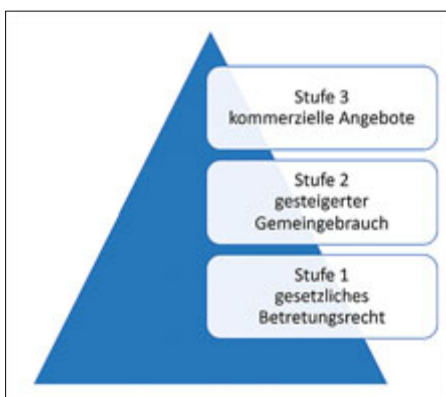 Stufe 3
kommerzielle Angebote
Stufe 2
gesteigerter
Gemeingebrauch
Stufe 1
gesetzliches
Betretungsrecht